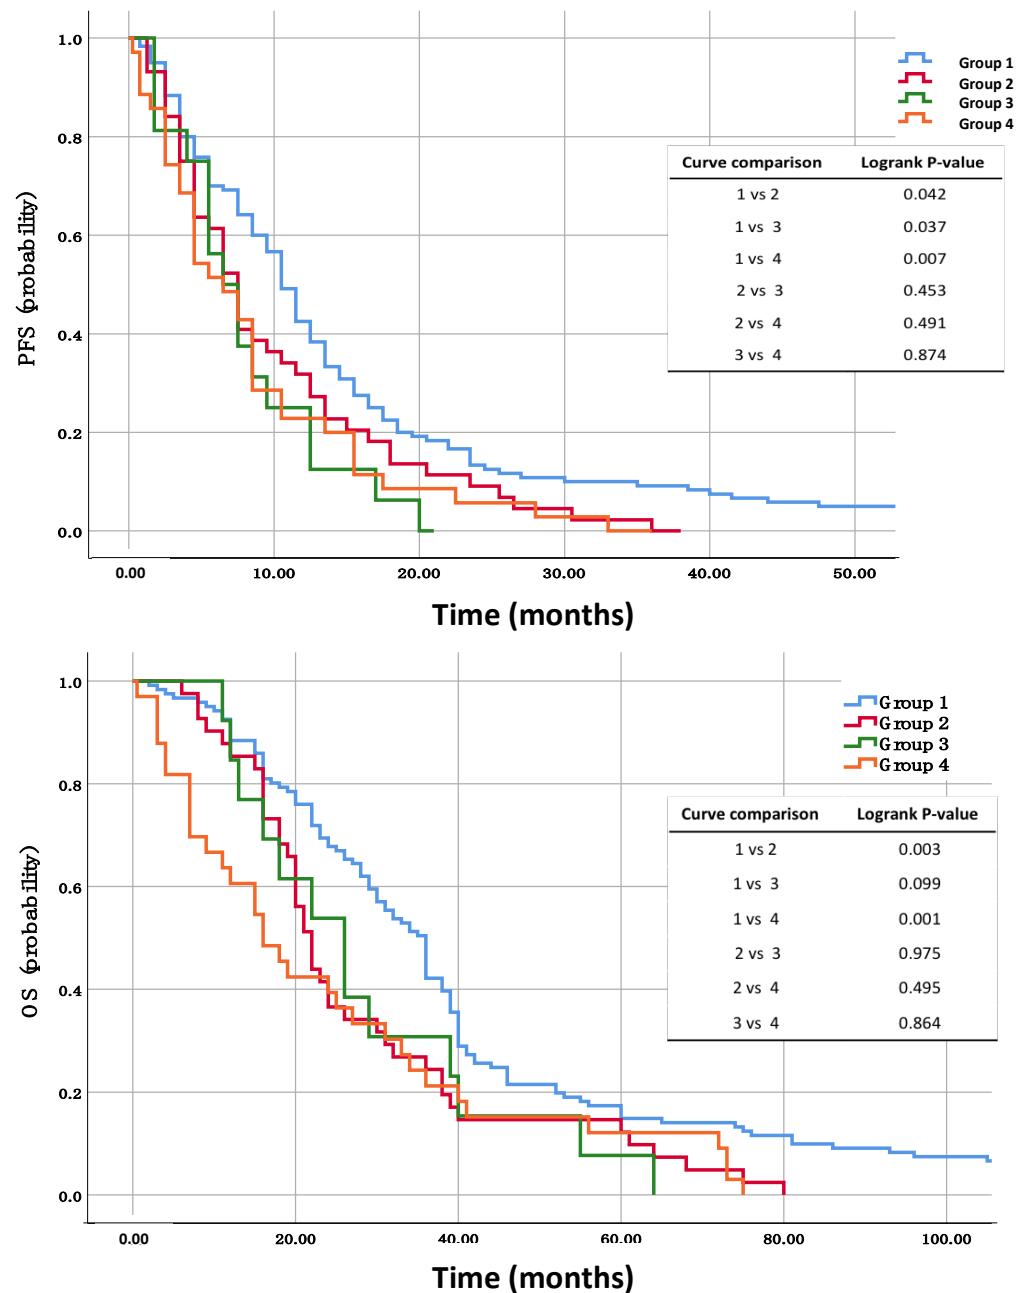 1.0
0.8
0.6
0.4
0.2
0.0
PFS (probability)
Group 1
Group 2
Group 3
Group 4
Curve comparison Logrank P-value
1 vs 2 0.042
1 vs 3 0.037
1 vs 4 0.007
2 vs 3 0.453
2 vs 4 0.491
3 vs 4 0.874
0.00 10.00 20.00 30.00 40.00 50.00
Time (months)
1.0
0.8
0.6
0.4
0.2
0.0
OS (probability)
Group 1
Group 2
Group 3
Group 4
Curve comparison Logrank P-value
1 vs 2 0.003
1 vs 3 0.099
1 vs 4 0.001
2 vs 3 0.975
2 vs 4 0.495
3 vs 4 0.864
0.00 20.00 40.00 60.00 80.00 100.00
Time (months)